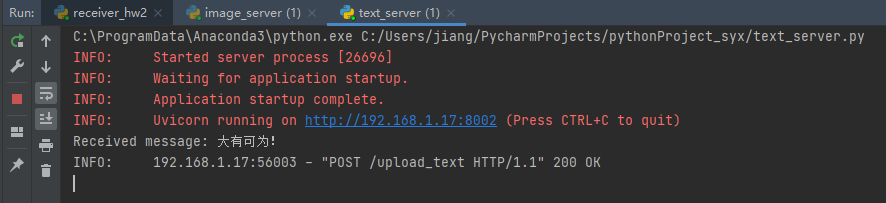 Run: receiver_hw2 image_server (1) text_server (1)
C:\ProgramData\Anaconda3\python.exe C:/Users/jiang/PycharmProjects/pythonProject_syx/text_server.py
INFO: Started server process [26696]
INFO: Waiting for application startup.
INFO: Application startup complete.
INFO: Uvicorn running on http://192.168.1.17:8002 (Press CTRL+C to quit)
Received message: 大有可为!
INFO: 192.168.1.17:56003 - "POST /upload_text HTTP/1.1" 200 OK